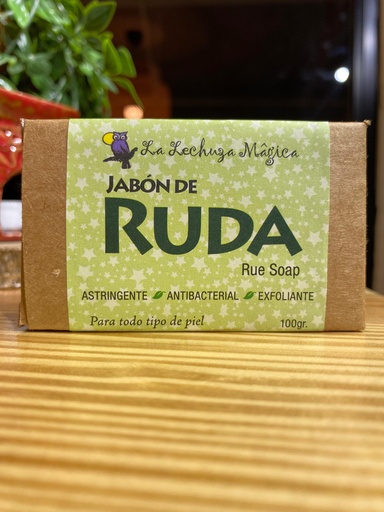 La Lechuza Mágica
JABÓN DE
RUDA
Rue Soap
ASTRINGENTE ANTIBACTERIAL EXFOLIANTE
Para todo tipo de piel 100gr.